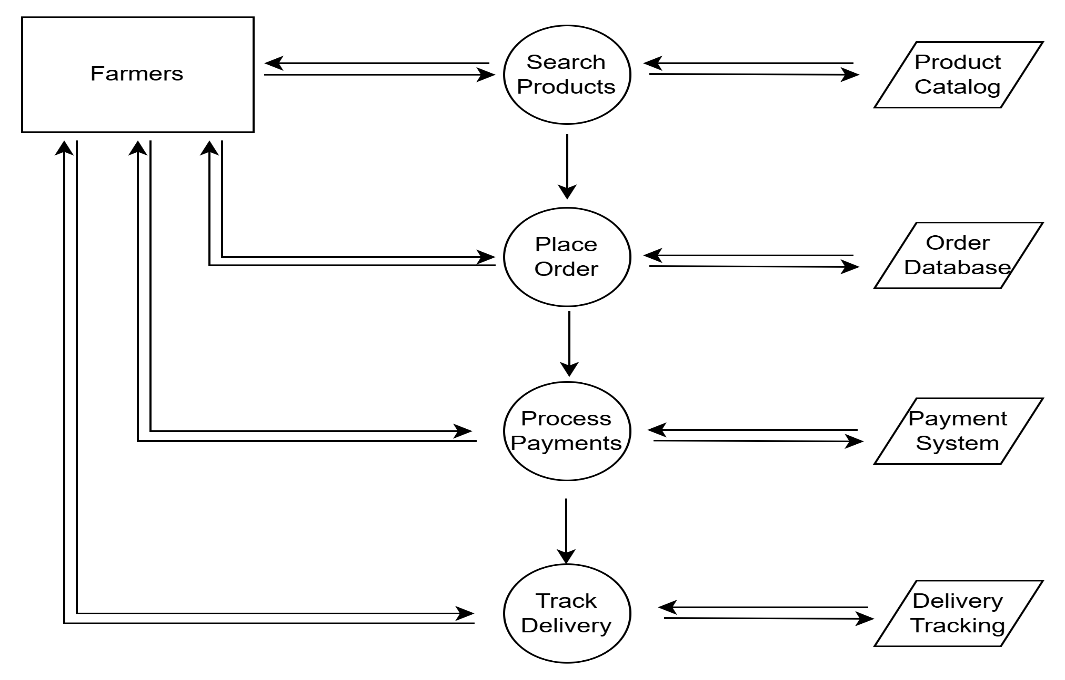 Farmers
Search
Products
Product
Catalog
Place
Order
Order
Database
Process
Payments
Payment
System
Track
Delivery
Delivery
Tracking